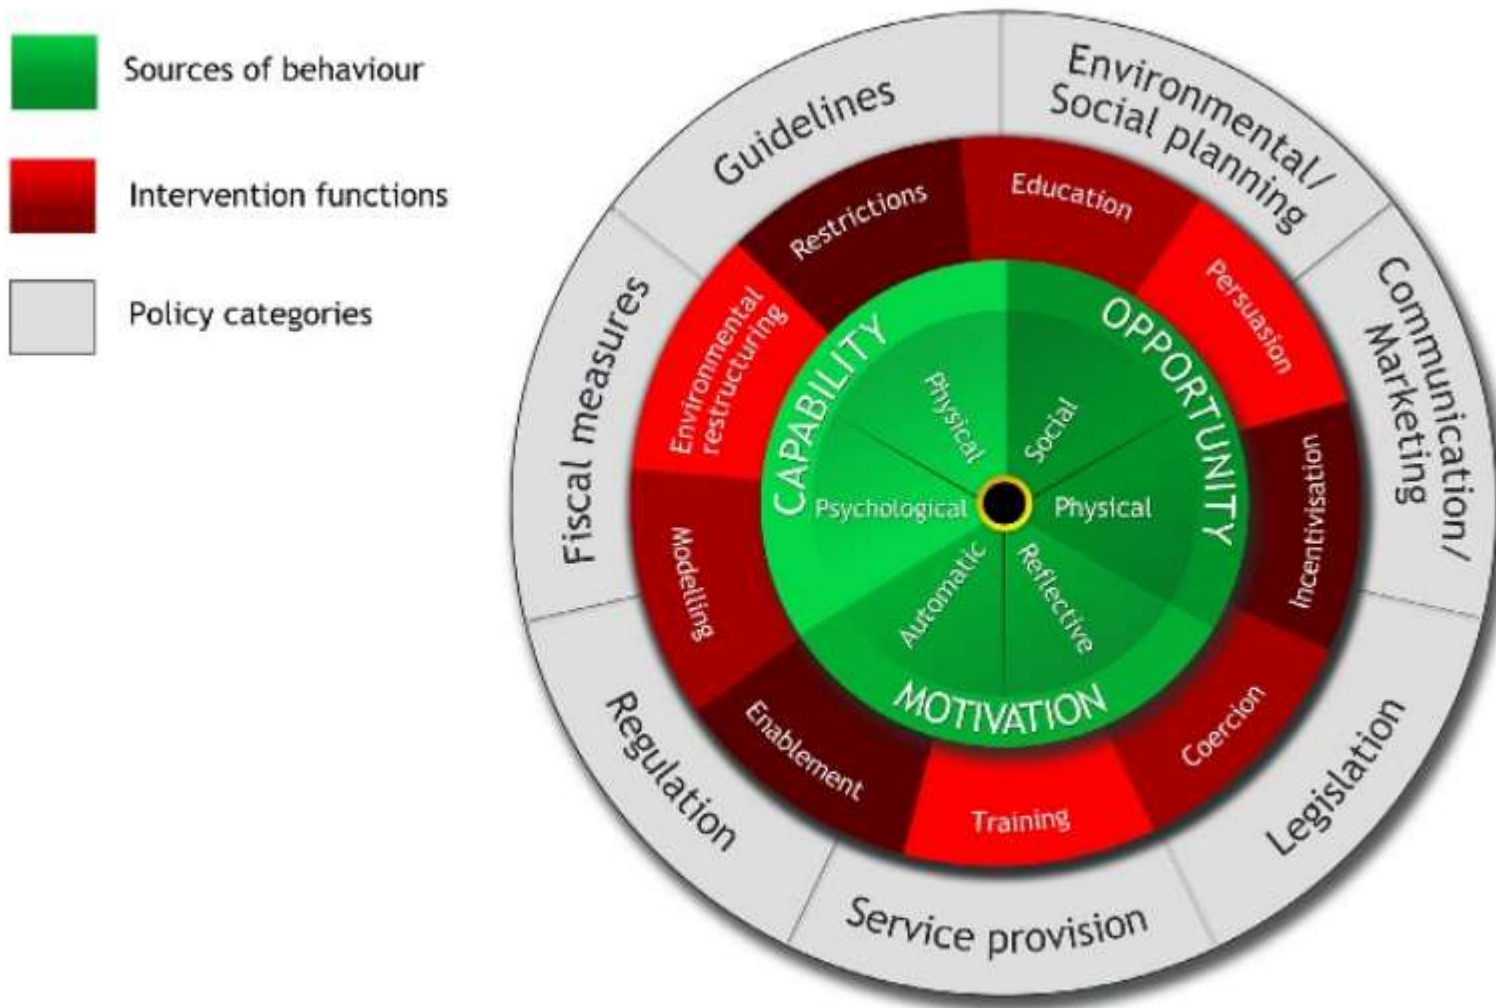 Sources of behaviour
Intervention functions
Policy categories
Guidelines
Environmental/
Social planning
Communication/
Marketing
Legislation
Service provision
Regulation
Fiscal measures
Restrictions
Education
Persuasion
Incentivisation
Coercion
Training
Enablement
Modelling
Environmental
restructuring
CAPABILITY
OPPORTUNITY
MOTIVATION
Physical
Social
Psychological
Physical
Automatic
Reflective